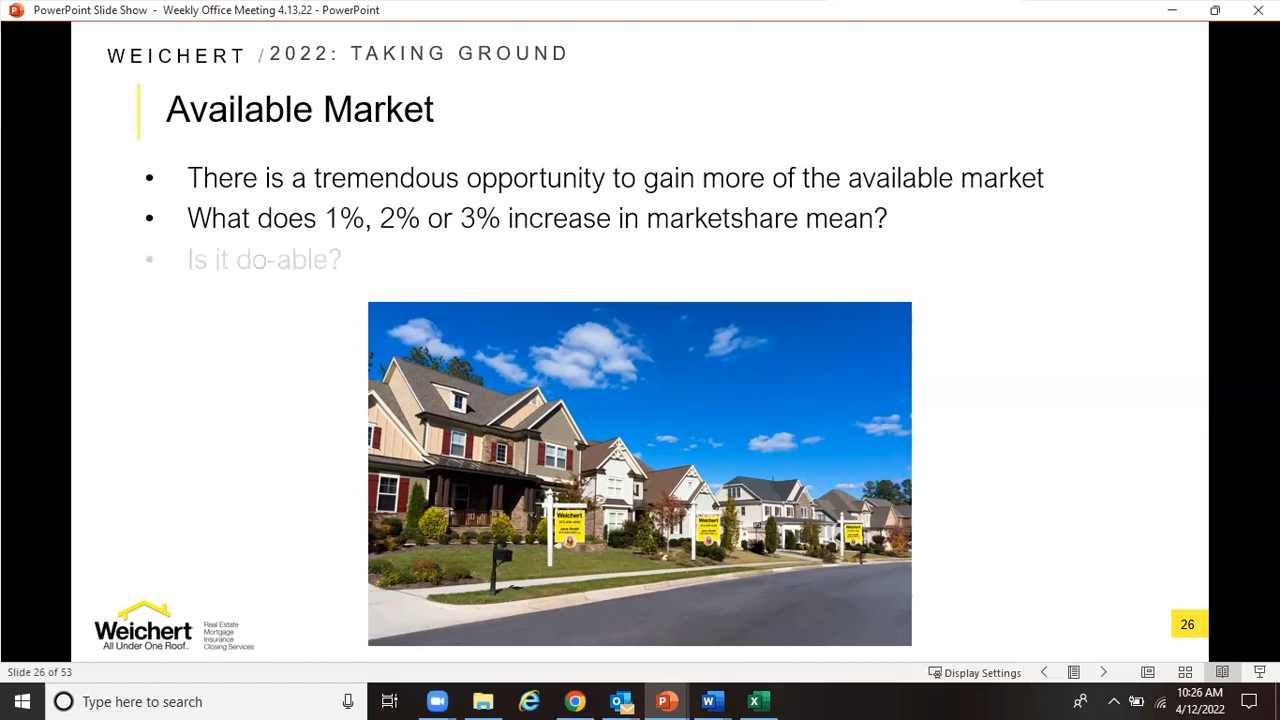 PowerPoint Slide Show - Weekly Office Meeting 4.13.22 - PowerPoint
WEICHERT / 2022: TAKING GROUND
Available Market
• There is a tremendous opportunity to gain more of the available market
• What does 1%, 2% or 3% increase in marketshare mean?
• Is it do-able?
Weichert
Weichert
Weichert
Weichert
All Under One Roof.
Real Estate
Mortgage
Insurance
Closing Services
26
Slide 26 of 53
Display Settings
Type here to search
10:26 AM
4/12/2022